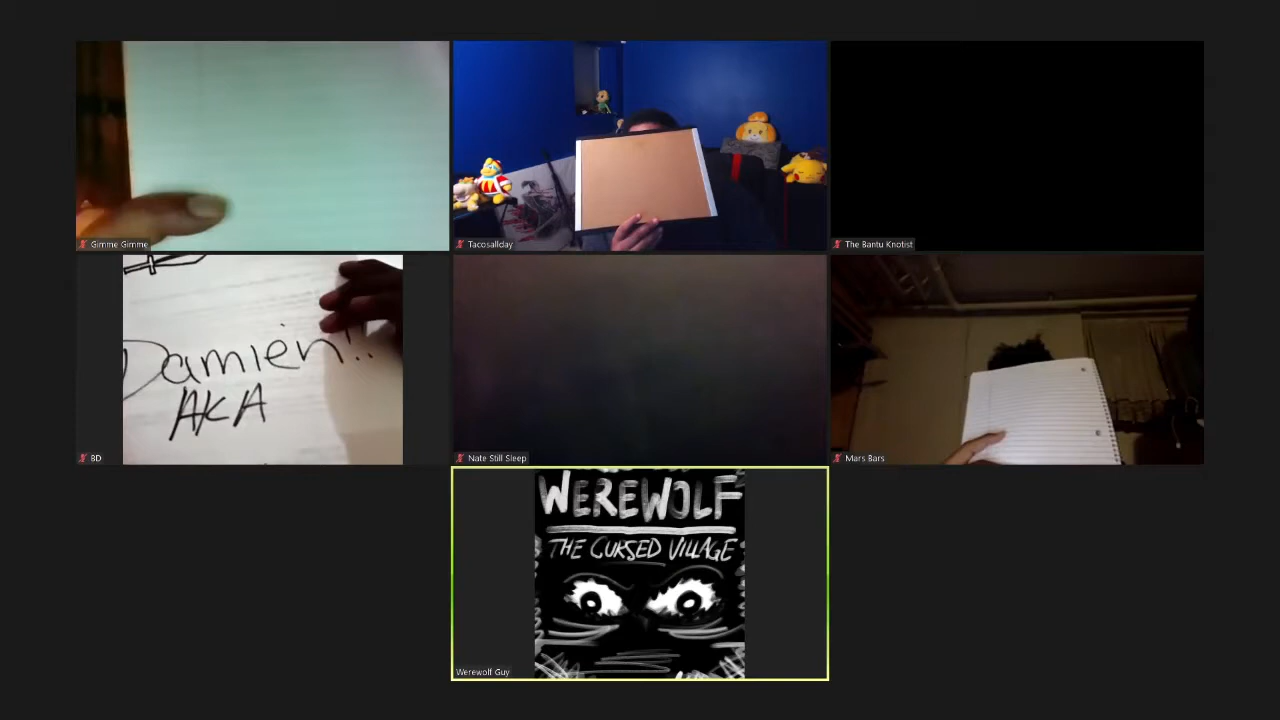 Gimme Gimme
Tacosallday
The Bantu Knotist
Damien!!
AKA
BD
Nate Still Sleep
Mars Bars
WEREWOLF
THE CURSED VILLAGE
Werewolf Guy